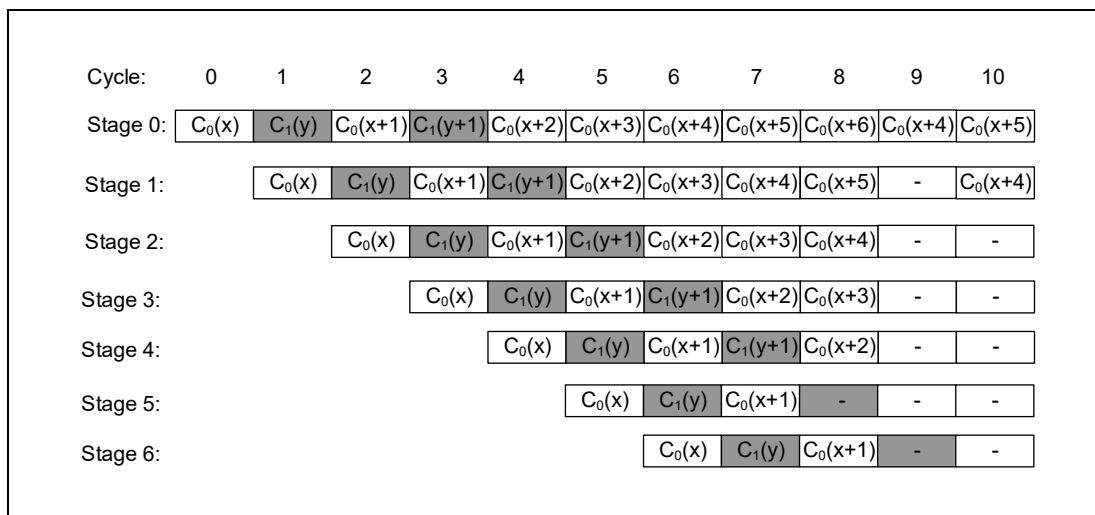 Cycle: 0 1 2 3 4 5 6 7 8 9 10
Stage 0: C₀(x) C₁(y) C₀(x+1) C₁(y+1) C₀(x+2) C₀(x+3) C₀(x+4) C₀(x+5) C₀(x+6) C₀(x+4) C₀(x+5)
Stage 1: C₀(x) C₁(y) C₀(x+1) C₁(y+1) C₀(x+2) C₀(x+3) C₀(x+4) C₀(x+5) - C₀(x+4)
Stage 2: C₀(x) C₁(y) C₀(x+1) C₁(y+1) C₀(x+2) C₀(x+3) C₀(x+4) - -
Stage 3: C₀(x) C₁(y) C₀(x+1) C₁(y+1) C₀(x+2) C₀(x+3) - -
Stage 4: C₀(x) C₁(y) C₀(x+1) C₁(y+1) C₀(x+2) - -
Stage 5: C₀(x) C₁(y) C₀(x+1) - - -
Stage 6: C₀(x) C₁(y) C₀(x+1) - -